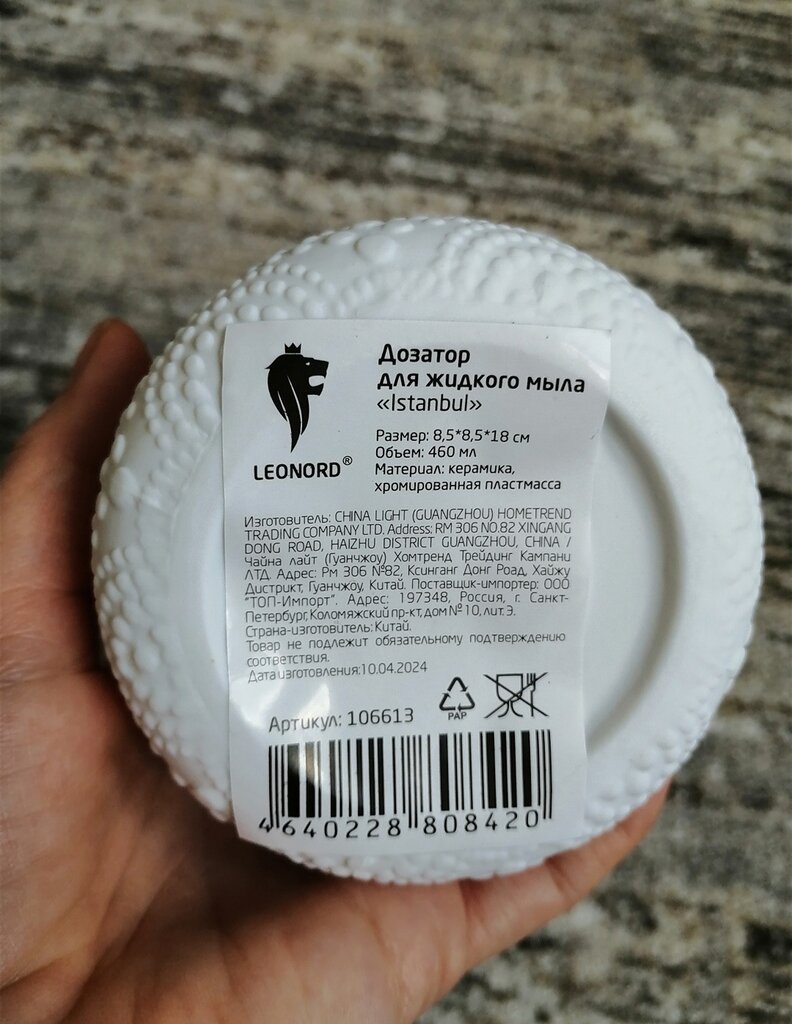 Дозатор
для жидкого мыла
«Istanbul»
LEONORD®
Размер: 8,5*8,5*18 см
Объем: 460 мл
Материал: керамика,
хромированная пластмасса
Изготовитель: CHINA LIGHT (GUANGZHOU) HOMETREND
TRADING COMPANY LTD, Address: RM 306 NO.82 XINGANG
DONG ROAD, HAIZHU DISTRICT GUANGZHOU, CHINA /
Чайна лайт (Гуанчжоу) Хомтренд Трейдинг Кампани
ЛТД. Адрес: Рм 306 №82, Ксинганг Донг Роад, Хайжу
Дистрикт, Гуанчжоу, Китай. Поставщик-импортер: ООО
"ТОП-Импорт". Адрес: 197348, Россия, г. Санкт-
Петербург, Коломяжский пр-кт, дом № 10, лит. Э.
Страна-изготовитель: Китай.
Товар не подлежит обязательному подтверждению
соответствия.
Дата изготовления: 10.04.2024
PAP
Артикул: 106613
4 640228 808420